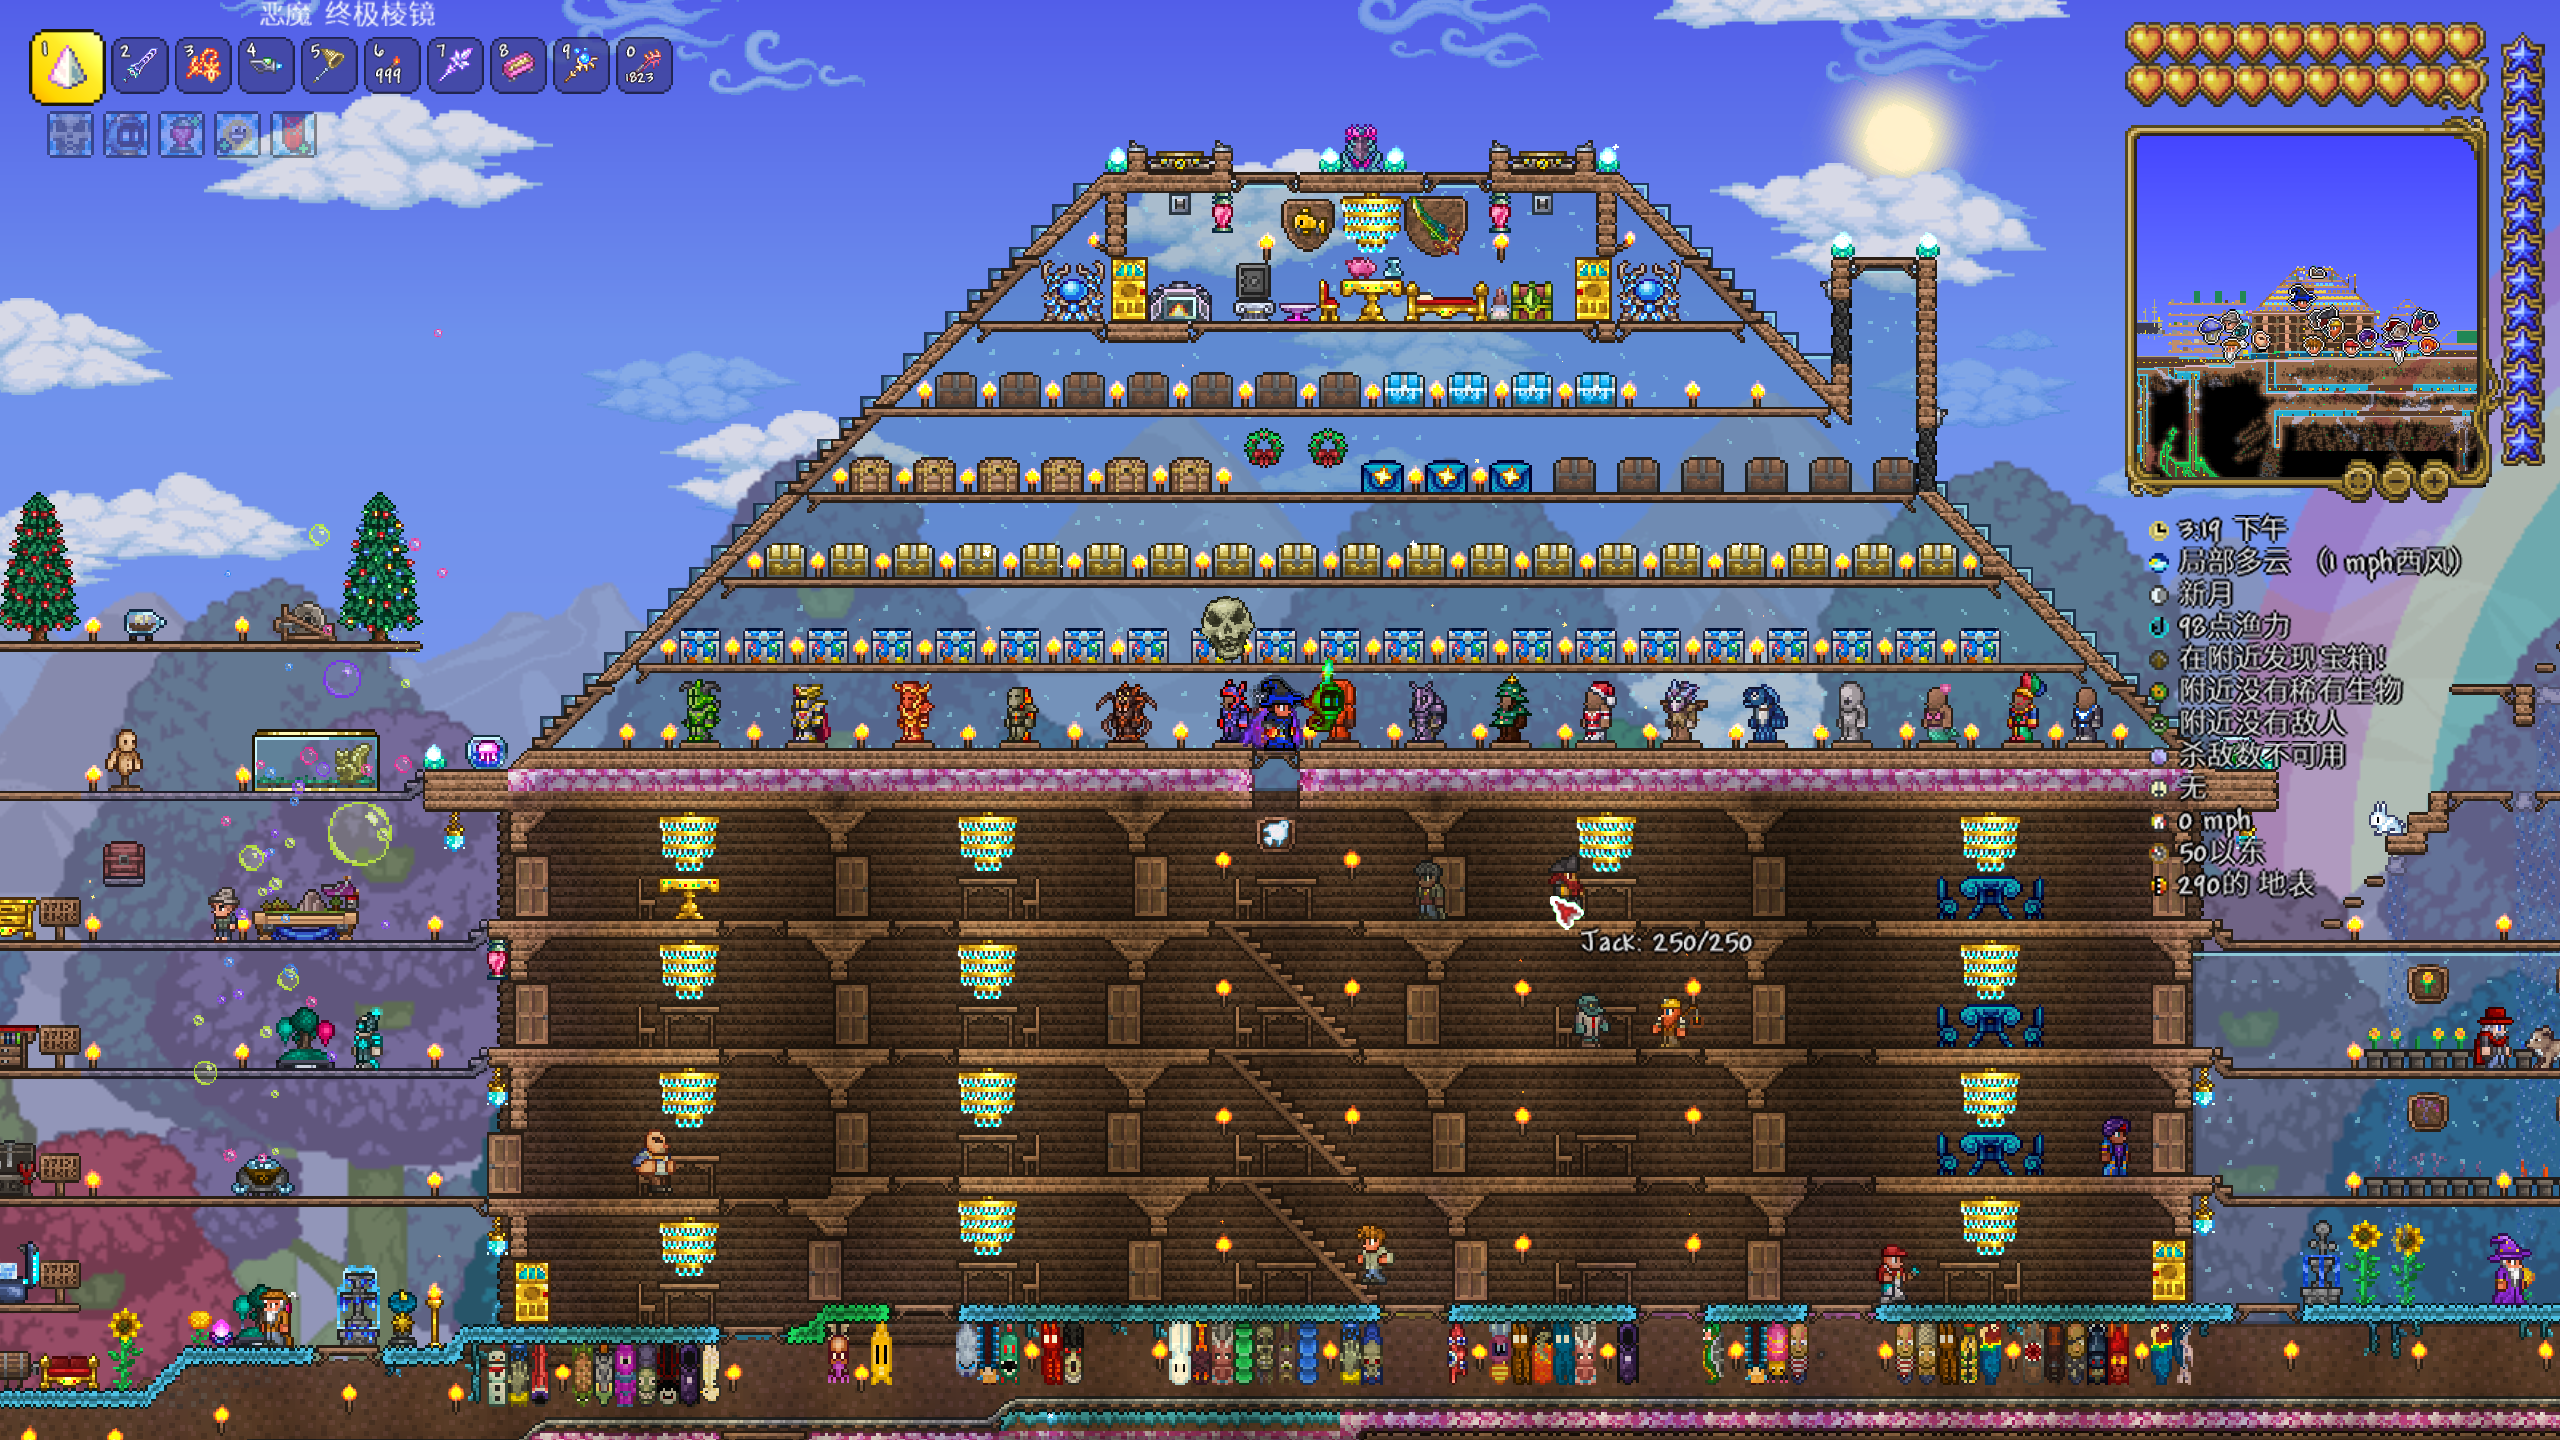 恶魔 终极棱镜
1 2 3 4 5 6 7 8 9 0
999 1823
3:19 下午
局部多云 （1 mph西风）
新月
98点渔力
在附近发现宝箱！
附近没有稀有生物
附近没有敌人
杀敌数不可用
无
0 mph
50以东
290的 地表
Jack: 250/250